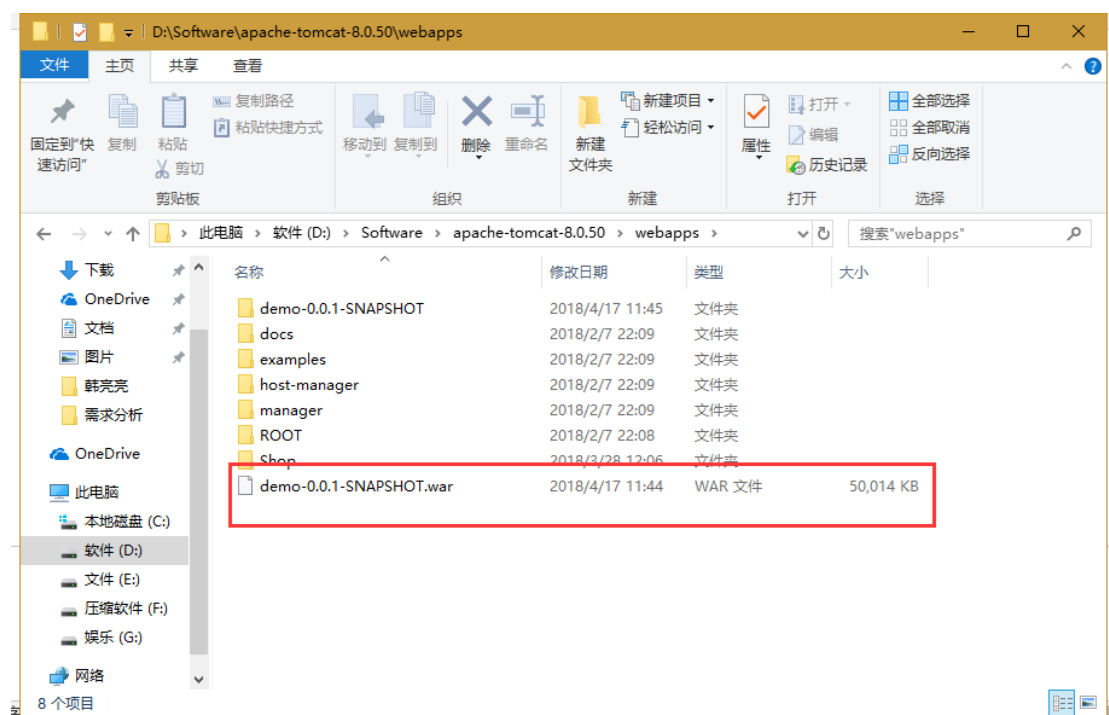 D:\Software\apache-tomcat-8.0.50\webapps
文件 主页 共享 查看
固定到"快速访问"
复制
粘贴
复制路径
粘贴快捷方式
剪切
移动到 复制到 删除 重命名
新建文件夹
新建项目
轻松访问
属性
打开
编辑
历史记录
全部选择
全部取消
反向选择
剪贴板 组织 新建 打开 选择
此电脑 > 软件 (D:) > Software > apache-tomcat-8.0.50 > webapps >
搜索"webapps"
下载
OneDrive
文档
图片
韩亮亮
需求分析
OneDrive
此电脑
本地磁盘 (C:)
软件 (D:)
文件 (E:)
压缩软件 (F:)
娱乐 (G:)
网络
名称 修改日期 类型 大小
demo-0.0.1-SNAPSHOT 2018/4/17 11:45 文件夹
docs 2018/2/7 22:09 文件夹
examples 2018/2/7 22:09 文件夹
host-manager 2018/2/7 22:09 文件夹
manager 2018/2/7 22:09 文件夹
ROOT 2018/2/7 22:08 文件夹
Shop 2018/3/28 12:06 文件夹
demo-0.0.1-SNAPSHOT.war 2018/4/17 11:44 WAR 文件 50,014 KB
8 个项目